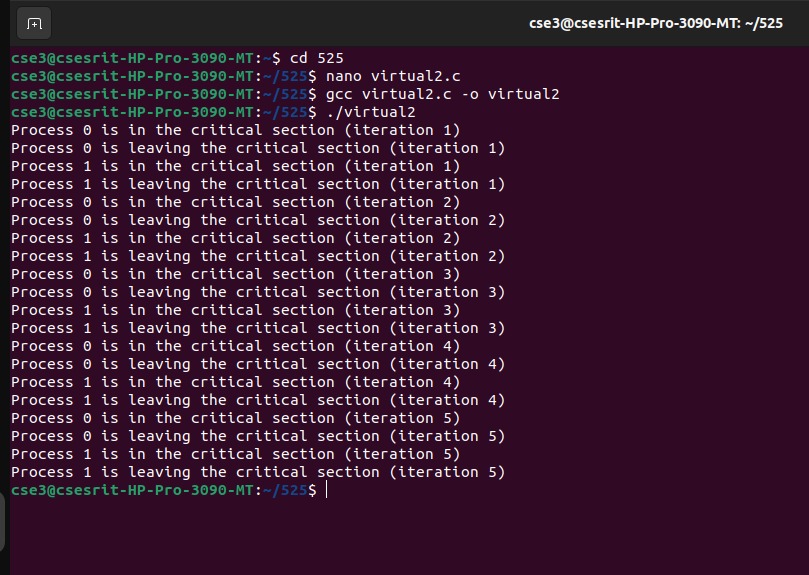 cse3@csesrit-HP-Pro-3090-MT: ~/525
cse3@csesrit-HP-Pro-3090-MT:~$ cd 525
cse3@csesrit-HP-Pro-3090-MT:~/525$ nano virtual2.c
cse3@csesrit-HP-Pro-3090-MT:~/525$ gcc virtual2.c -o virtual2
cse3@csesrit-HP-Pro-3090-MT:~/525$ ./virtual2
Process 0 is in the critical section (iteration 1)
Process 0 is leaving the critical section (iteration 1)
Process 1 is in the critical section (iteration 1)
Process 1 is leaving the critical section (iteration 1)
Process 0 is in the critical section (iteration 2)
Process 0 is leaving the critical section (iteration 2)
Process 1 is in the critical section (iteration 2)
Process 1 is leaving the critical section (iteration 2)
Process 0 is in the critical section (iteration 3)
Process 0 is leaving the critical section (iteration 3)
Process 1 is in the critical section (iteration 3)
Process 1 is leaving the critical section (iteration 3)
Process 0 is in the critical section (iteration 4)
Process 0 is leaving the critical section (iteration 4)
Process 1 is in the critical section (iteration 4)
Process 1 is leaving the critical section (iteration 4)
Process 0 is in the critical section (iteration 5)
Process 0 is leaving the critical section (iteration 5)
Process 1 is in the critical section (iteration 5)
Process 1 is leaving the critical section (iteration 5)
cse3@csesrit-HP-Pro-3090-MT:~/525$